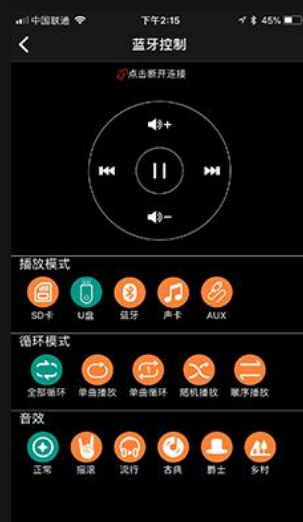 中国联通 下午2:15 45%
蓝牙控制
点击断开连接
+
−
播放模式
SD卡 U盘 蓝牙 声卡 AUX
循环模式
全部循环 单曲播放 单曲循环 随机播放 顺序播放
音效
正常 摇滚 流行 古典 爵士 乡村